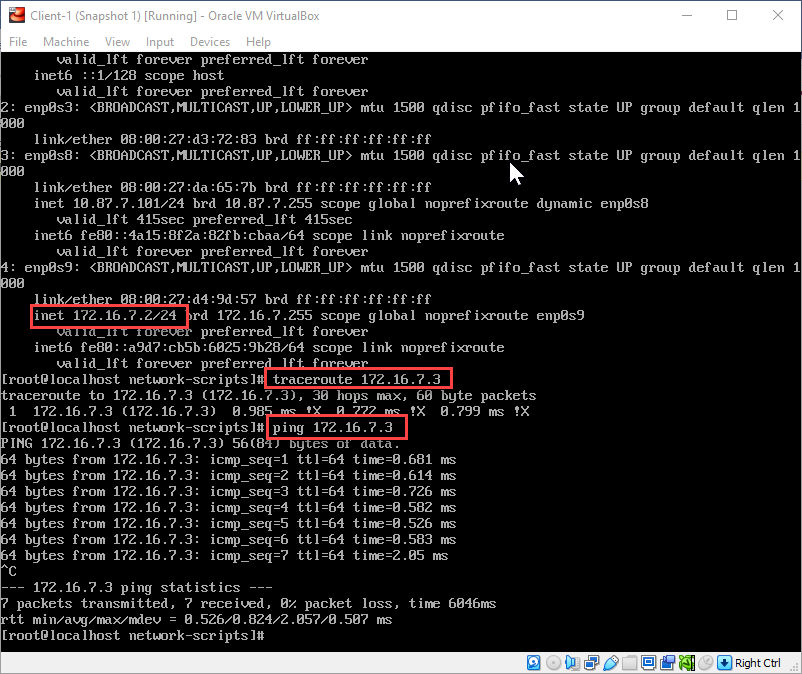 Client-1 (Snapshot 1) [Running] - Oracle VM VirtualBox
File Machine View Input Devices Help
valid_lft forever preferred_lft forever
inet6 ::1/128 scope host
valid_lft forever preferred_lft forever
2: enp0s3: <BROADCAST,MULTICAST,UP,LOWER_UP> mtu 1500 qdisc pfifo_fast state UP group default qlen 1
000
link/ether 08:00:27:d3:72:83 brd ff:ff:ff:ff:ff:ff
3: enp0s8: <BROADCAST,MULTICAST,UP,LOWER_UP> mtu 1500 qdisc pfifo_fast state UP group default qlen 1
000
link/ether 08:00:27:da:65:7b brd ff:ff:ff:ff:ff:ff
inet 10.87.7.101/24 brd 10.87.7.255 scope global noprefixroute dynamic enp0s8
valid_lft 415sec preferred_lft 415sec
inet6 fe80::4a15:8f2a:82fb:cbaa/64 scope link noprefixroute
valid_lft forever preferred_lft forever
4: enp0s9: <BROADCAST,MULTICAST,UP,LOWER_UP> mtu 1500 qdisc pfifo_fast state UP group default qlen 1
000
link/ether 08:00:27:d4:9d:57 brd ff:ff:ff:ff:ff:ff
inet 172.16.7.2/24 brd 172.16.7.255 scope global noprefixroute enp0s9
valid_lft forever preferred_lft forever
inet6 fe80::a9d7:cb5b:6025:9b28/64 scope link noprefixroute
valid_lft forever preferred_lft forever
[root@localhost network-scripts]# traceroute 172.16.7.3
traceroute to 172.16.7.3 (172.16.7.3), 30 hops max, 60 byte packets
1 172.16.7.3 (172.16.7.3) 0.985 ms !X 0.772 ms !X 0.799 ms !X
[root@localhost network-scripts]# ping 172.16.7.3
PING 172.16.7.3 (172.16.7.3) 56(84) bytes of data.
64 bytes from 172.16.7.3: icmp_seq=1 ttl=64 time=0.681 ms
64 bytes from 172.16.7.3: icmp_seq=2 ttl=64 time=0.614 ms
64 bytes from 172.16.7.3: icmp_seq=3 ttl=64 time=0.726 ms
64 bytes from 172.16.7.3: icmp_seq=4 ttl=64 time=0.582 ms
64 bytes from 172.16.7.3: icmp_seq=5 ttl=64 time=0.526 ms
64 bytes from 172.16.7.3: icmp_seq=6 ttl=64 time=0.583 ms
64 bytes from 172.16.7.3: icmp_seq=7 ttl=64 time=2.05 ms
^C
--- 172.16.7.3 ping statistics ---
7 packets transmitted, 7 received, 0% packet loss, time 6046ms
rtt min/avg/max/mdev = 0.526/0.824/2.057/0.507 ms
[root@localhost network-scripts]#
Right Ctrl